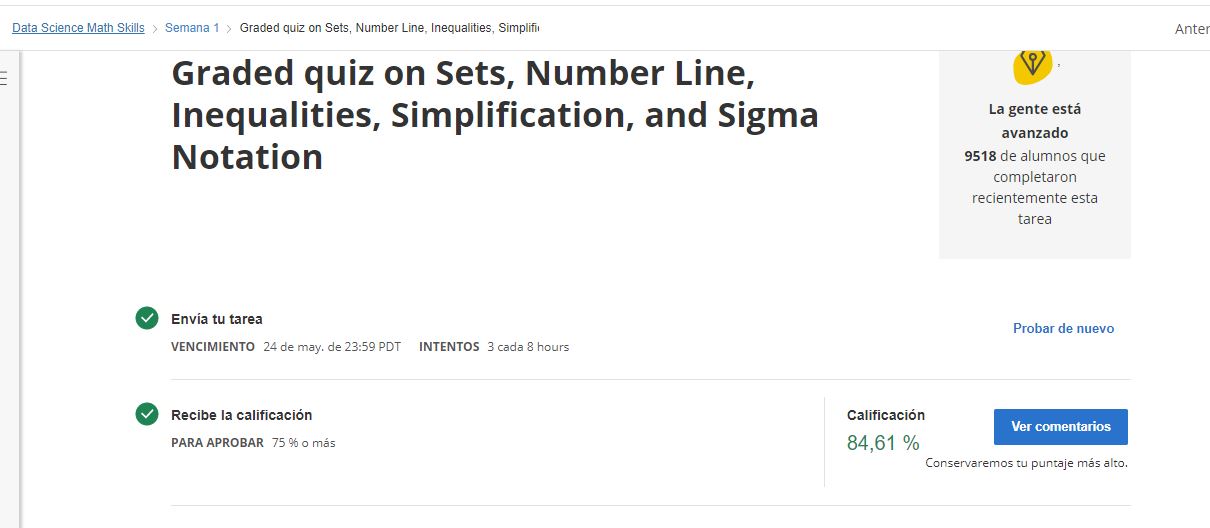 Data Science Math Skills > Semana 1 > Graded quiz on Sets, Number Line, Inequalities, Simplifi
Anter
Graded quiz on Sets, Number Line,
Inequalities, Simplification, and Sigma
Notation
La gente está
avanzado
9518 de alumnos que
completaron
recientemente esta
tarea
Envía tu tarea
VENCIMIENTO 24 de may. de 23:59 PDT INTENTOS 3 cada 8 hours
Probar de nuevo
Recibe la calificación
PARA APROBAR 75 % o más
Calificación
84,61 %
Ver comentarios
Conservaremos tu puntaje más alto.